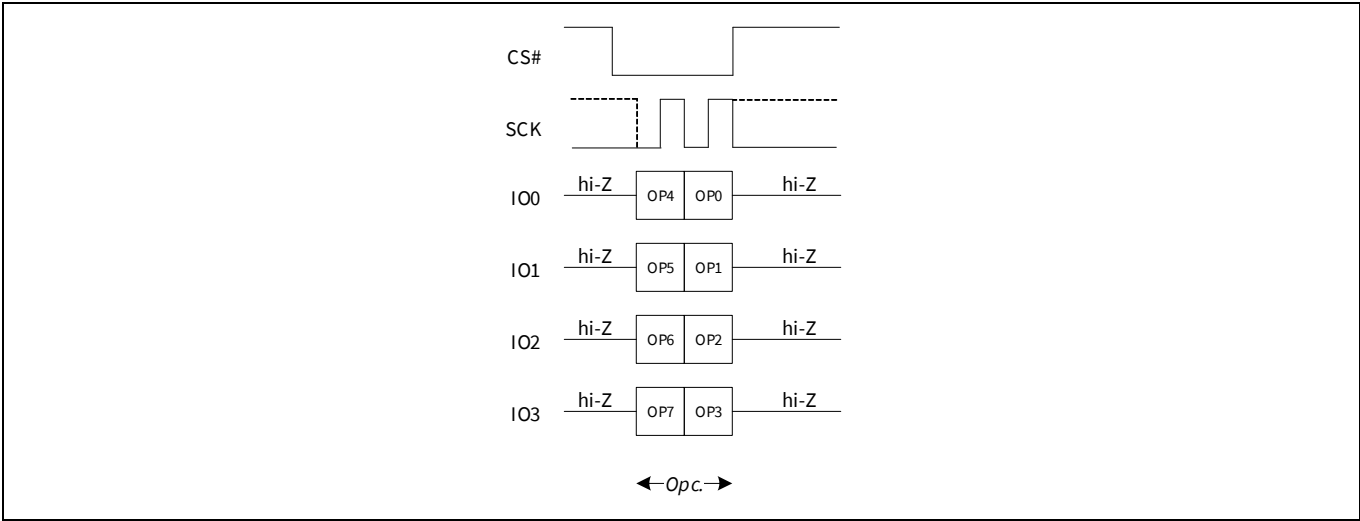 CS#
SCK
IO0 hi-Z OP4 OP0 hi-Z
IO1 hi-Z OP5 OP1 hi-Z
IO2 hi-Z OP6 OP2 hi-Z
IO3 hi-Z OP7 OP3 hi-Z
Opc.